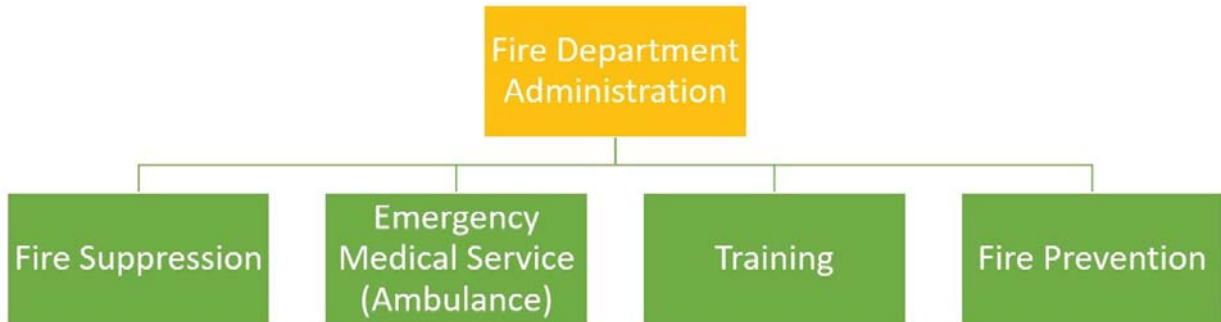 Fire Department
Administration
Fire Suppression
Emergency
Medical Service
(Ambulance)
Training
Fire Prevention